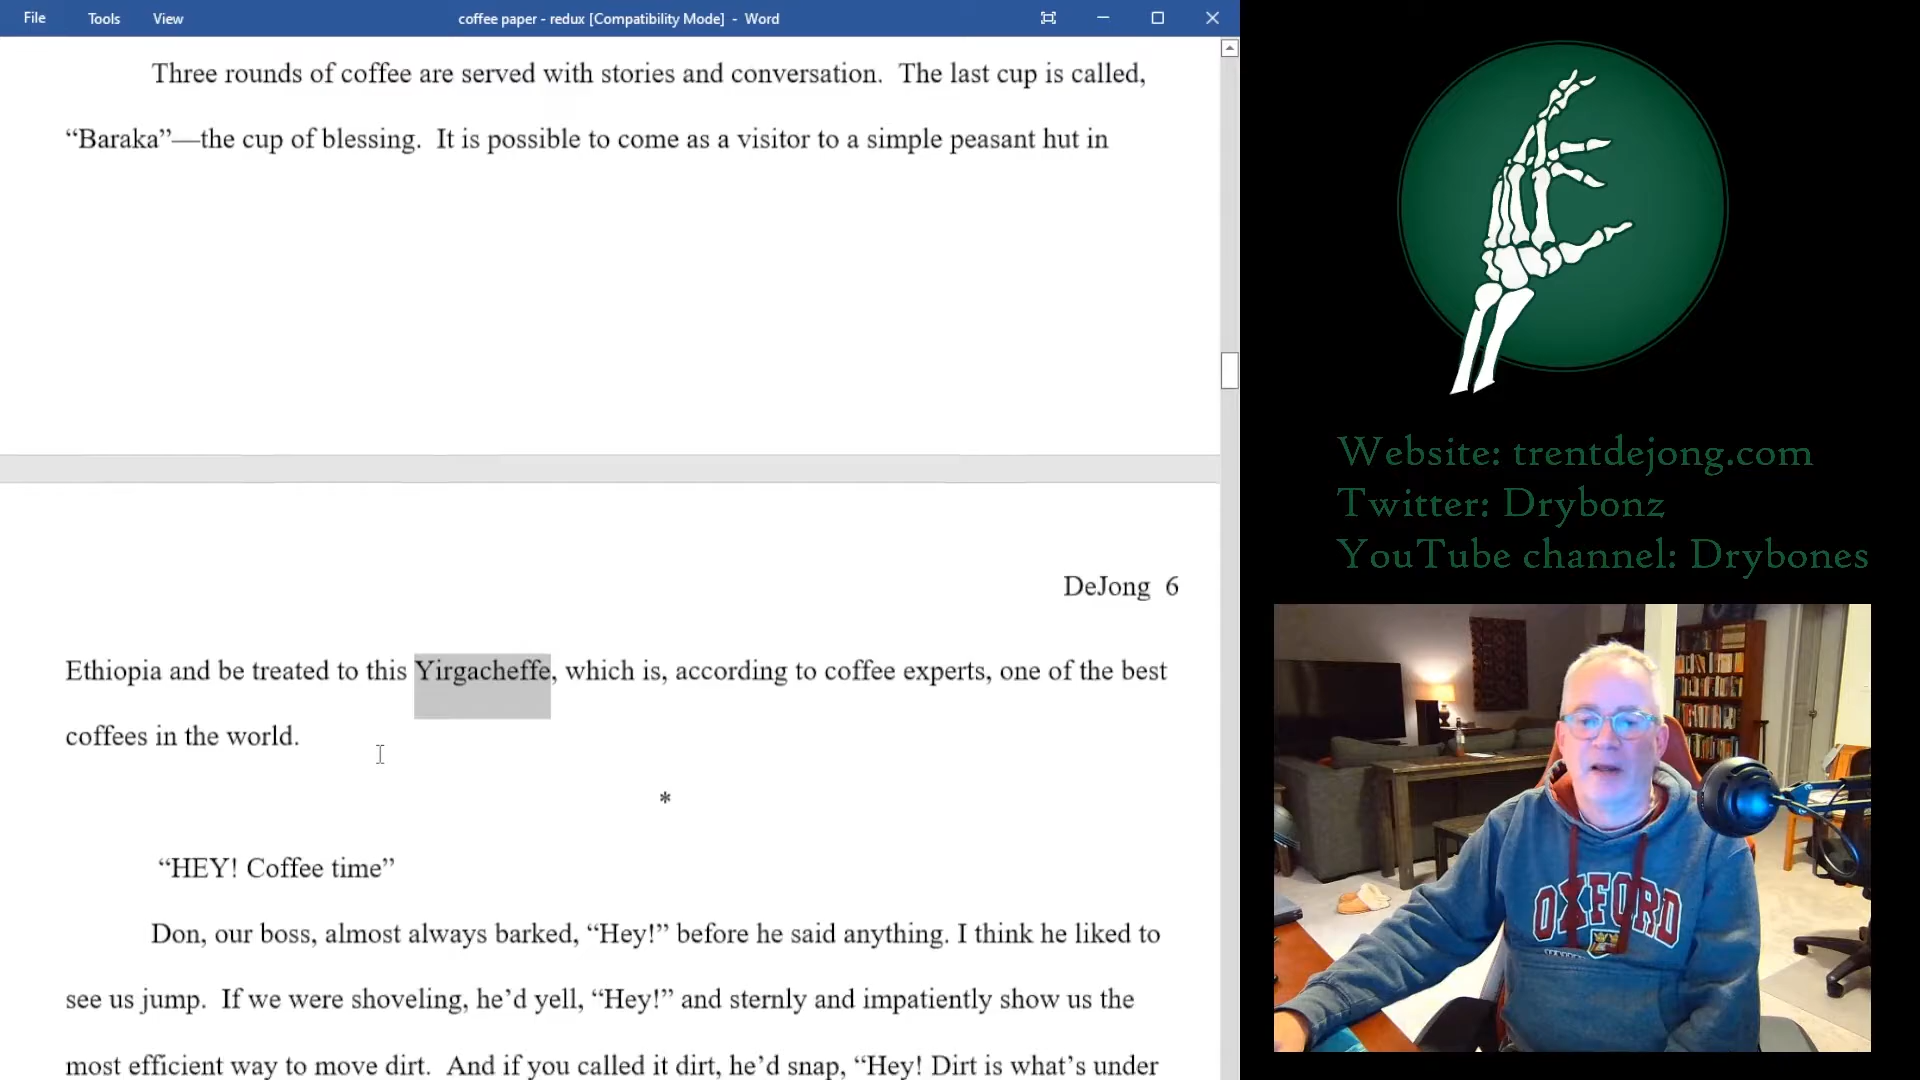 File Tools View coffee paper - redux [Compatibility Mode] - Word
Three rounds of coffee are served with stories and conversation. The last cup is called,
“Baraka”—the cup of blessing. It is possible to come as a visitor to a simple peasant hut in
DeJong 6
Ethiopia and be treated to this Yirgacheffe, which is, according to coffee experts, one of the best
coffees in the world.
*
“HEY! Coffee time”
Don, our boss, almost always barked, “Hey!” before he said anything. I think he liked to
see us jump. If we were shoveling, he’d yell, “Hey!” and sternly and impatiently show us the
most efficient way to move dirt. And if you called it dirt, he’d snap, “Hey! Dirt is what’s under
Website: trentdejong.com
Twitter: Drybonz
YouTube channel: Drybones
OXFORD